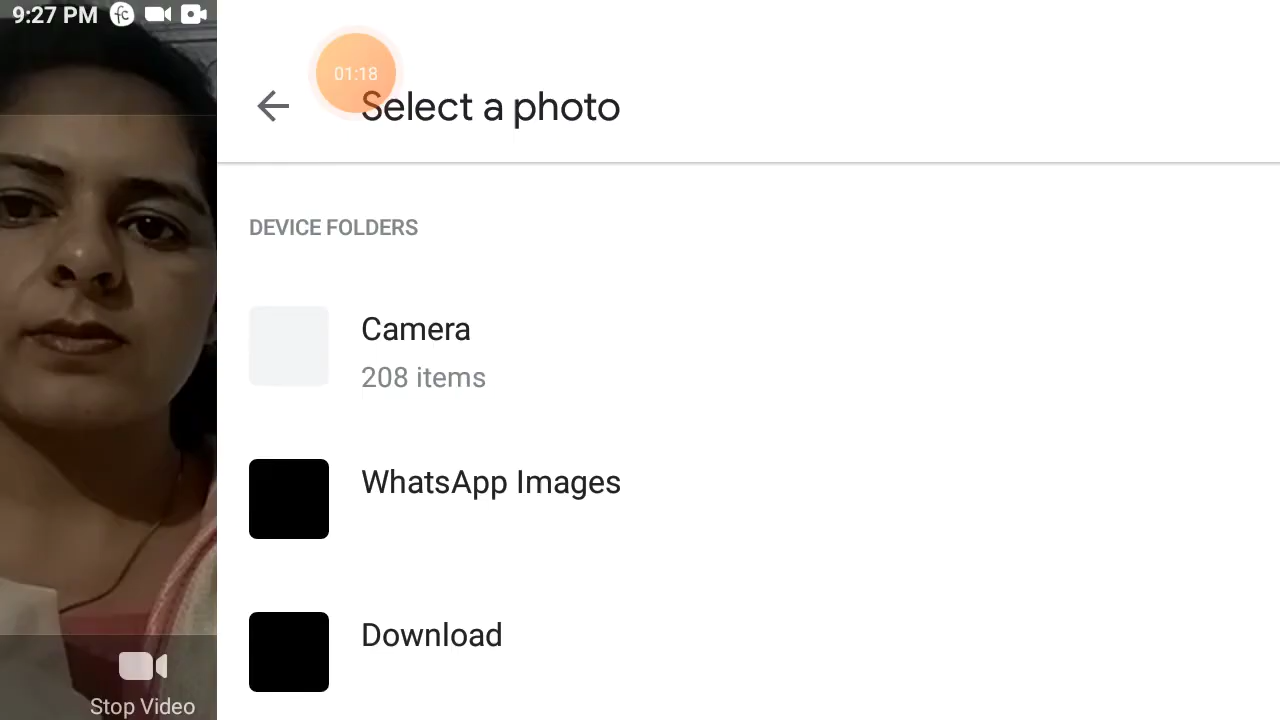 9:27 PM
01:18
Select a photo
DEVICE FOLDERS
Camera
208 items
WhatsApp Images
Download
Stop Video